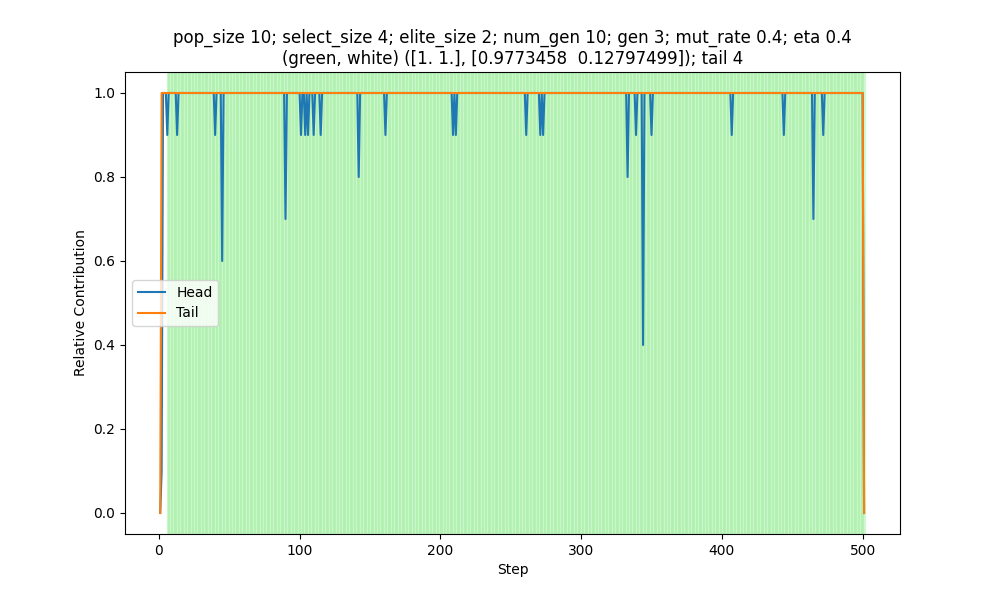 pop_size 10; select_size 4; elite_size 2; num_gen 10; gen 3; mut_rate 0.4; eta 0.4
(green, white) ([1. 1.], [0.9773458  0.12797499]); tail 4
1.0
0.8
0.6
0.4
0.2
0.0
Relative Contribution
Head
Tail
0
100
200
300
400
500
Step